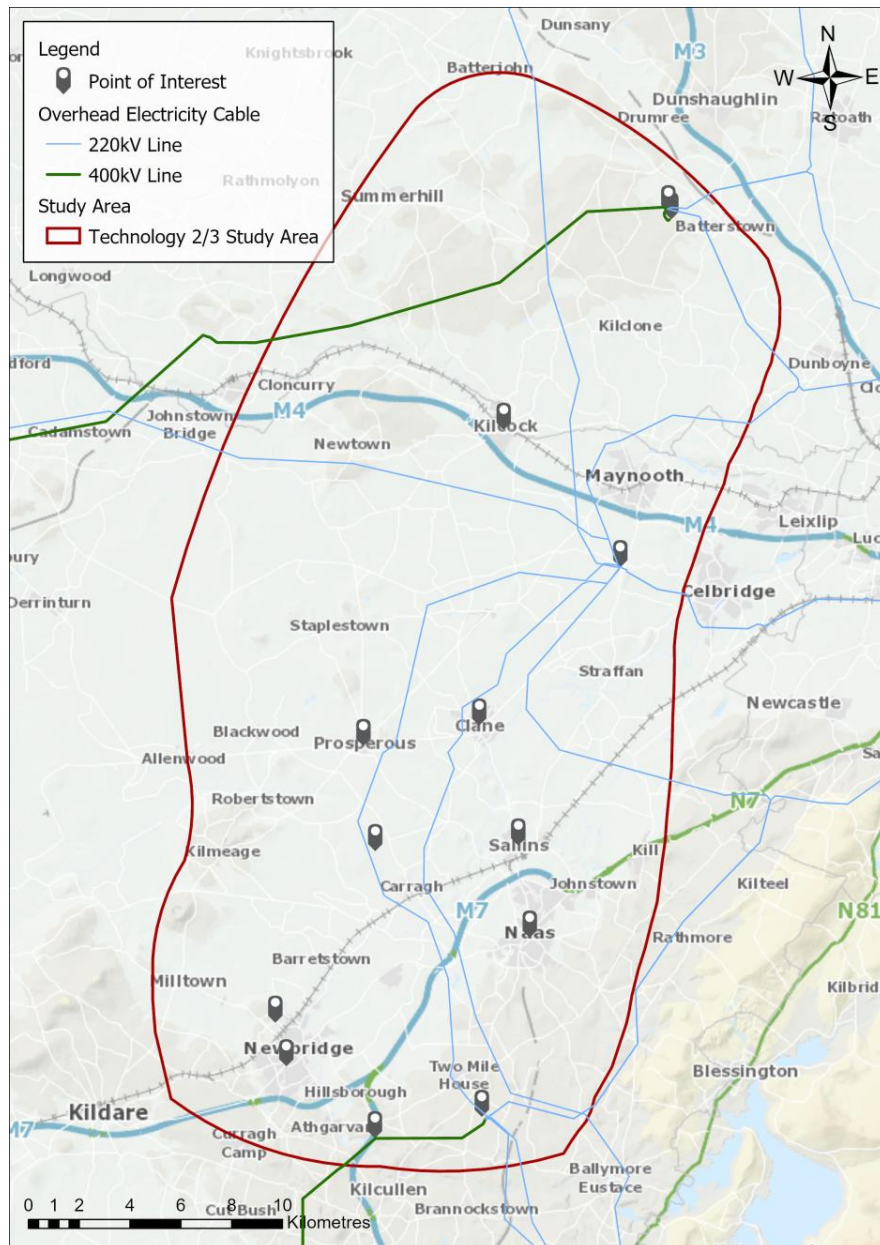 Legend
Point of Interest
Overhead Electricity Cable
220kV Line
400kV Line
Study Area
Technology 2/3 Study Area
N
W E
S
Dunsany
Knightsbrook
Batterjohn
M3
Dunshaughlin
Drumree
Ratoath
Rathmolyon
Summerhill
Batterstown
Longwood
Kilclone
Dunboyne
Cloncurry
M4
Johnstown
Bridge
Cadamstown
Newtown
Kilcock
Maynooth
M4
Leixlip
Derrinturn
Celbridge
Staplestown
Straffan
Newcastle
Blackwood
Prosperous
Clane
Allenwood
Robertstown
N7
Kilmeage
Sallins
Kill
Carragh
Johnstown
Kilteel
M7
N81
Naas
Rathmore
Barretstown
Milltown
Newbridge
Two Mile
House
Blessington
Hillsborough
Kildare
M7
Athgarvan
Curragh
Camp
Ballymore
Eustace
Kilcullen
Cut Bush
Brannockstown
0 1 2 4 6 8 10
Kilometres